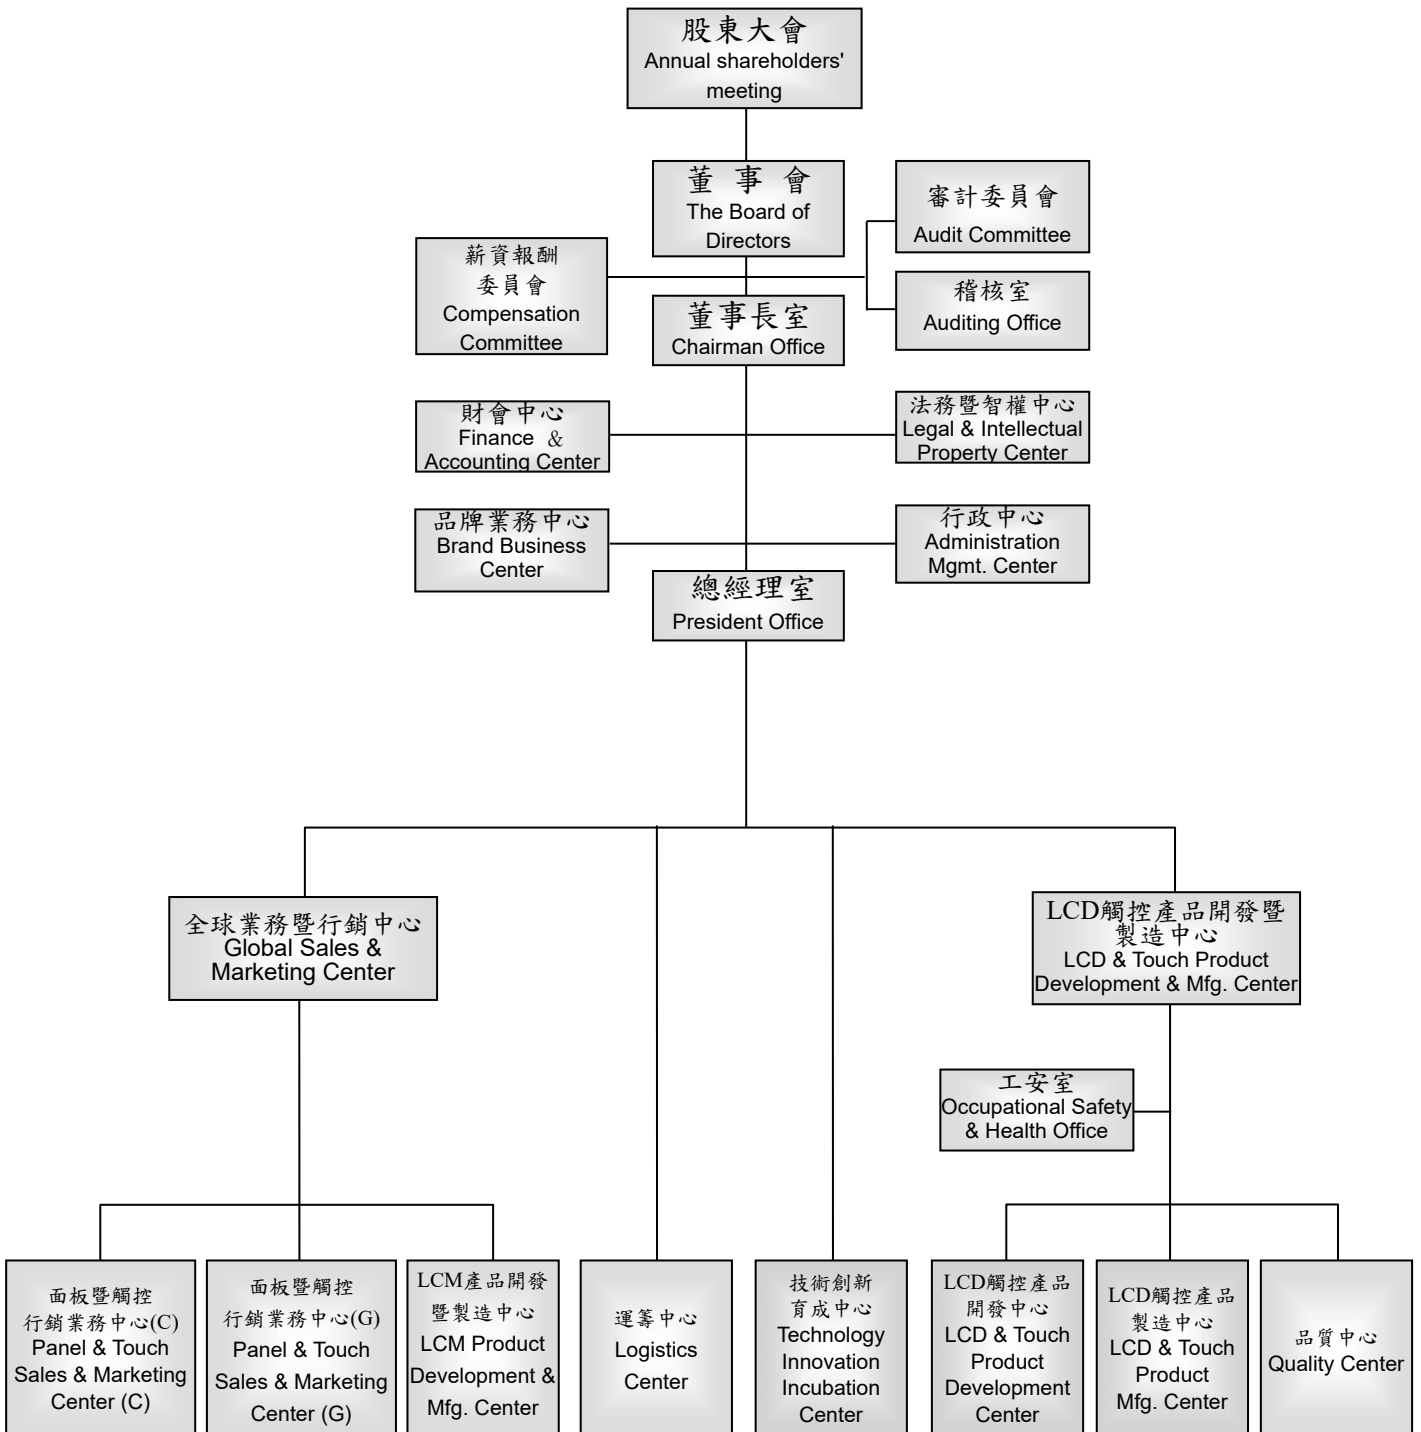 股東大會
Annual shareholders'
meeting
董 事 會
The Board of
Directors
審計委員會
Audit Committee
薪資報酬
委員會
Compensation
Committee
稽核室
Auditing Office
董事長室
Chairman Office
財會中心
Finance &
Accounting Center
法務暨智權中心
Legal & Intellectual
Property Center
品牌業務中心
Brand Business
Center
行政中心
Administration
Mgmt. Center
總經理室
President Office
全球業務暨行銷中心
Global Sales &
Marketing Center
LCD觸控產品開發暨
製造中心
LCD & Touch Product
Development & Mfg. Center
工安室
Occupational Safety
& Health Office
面板暨觸控
行銷業務中心(C)
Panel & Touch
Sales & Marketing
Center (C)
面板暨觸控
行銷業務中心(G)
Panel & Touch
Sales & Marketing
Center (G)
LCM產品開發
暨製造中心
LCM Product
Development &
Mfg. Center
運籌中心
Logistics
Center
技術創新
育成中心
Technology
Innovation
Incubation
Center
LCD觸控產品
開發中心
LCD & Touch
Product
Development
Center
LCD觸控產品
製造中心
LCD & Touch
Product
Mfg. Center
品質中心
Quality Center